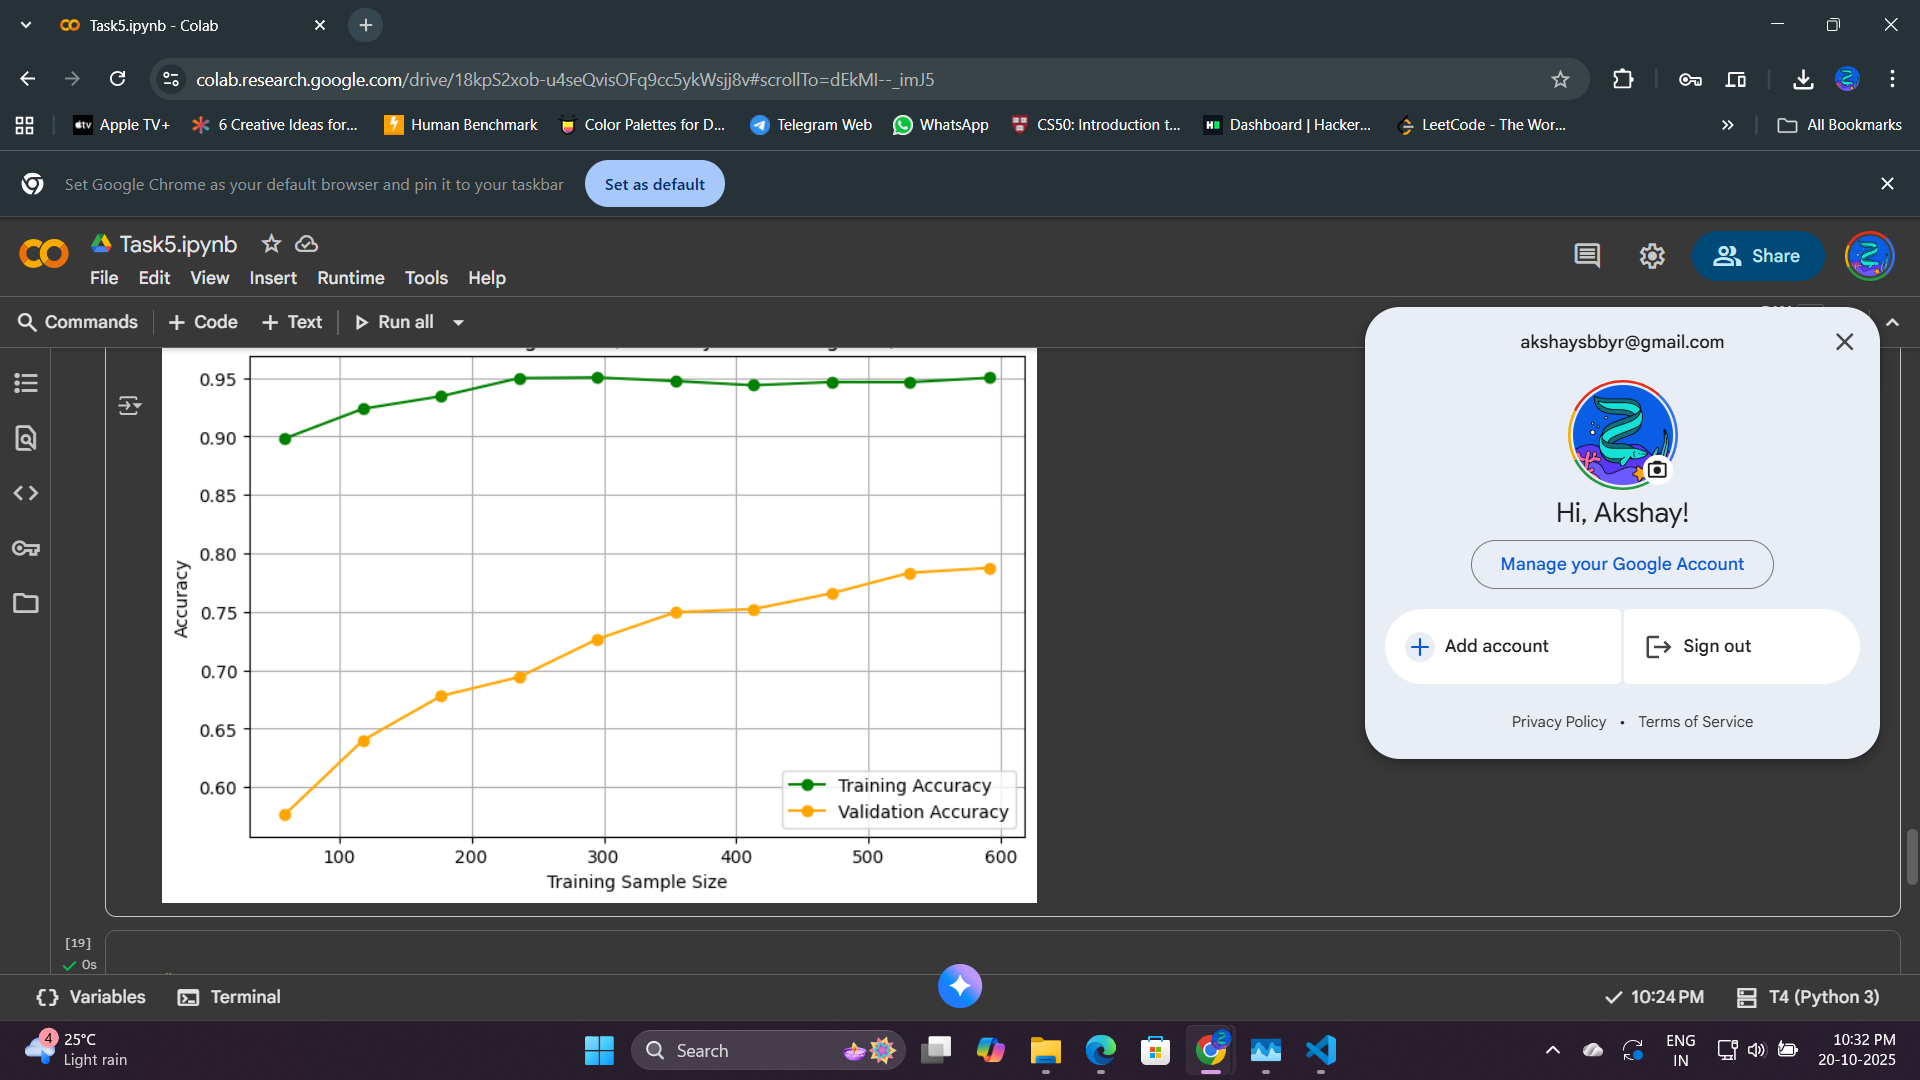 Task5.ipynb - Colab
colab.research.google.com/drive/18kpS2xob-u4seQvisOFq9cc5ykWsjj8v#scrollTo=dEkMI--_imJ5
Apple TV+
6 Creative Ideas for...
Human Benchmark
Color Palettes for D...
Telegram Web
WhatsApp
CS50: Introduction t...
Dashboard | Hacker...
LeetCode - The Wor...
All Bookmarks
Set Google Chrome as your default browser and pin it to your taskbar
Set as default
Task5.ipynb
Share
File Edit View Insert Runtime Tools Help
Commands
+ Code
+ Text
Run all
akshaysbbyr@gmail.com
Hi, Akshay!
Manage your Google Account
Add account
Sign out
Privacy Policy • Terms of Service
0.95
0.90
0.85
0.80
0.75
0.70
0.65
0.60
Accuracy
Training Accuracy
Validation Accuracy
100 200 300 400 500 600
Training Sample Size
[19]
0s
Variables
Terminal
10:24 PM
T4 (Python 3)
4
25°C
Light rain
Search
ENG
IN
10:32 PM
20-10-2025